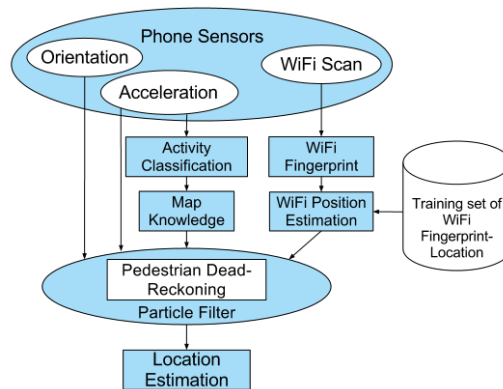 Phone Sensors
Orientation
WiFi Scan
Acceleration
Activity
Classification
WiFi
Fingerprint
Map
Knowledge
WiFi Position
Estimation
Training set of
WiFi
Fingerprint-
Location
Pedestrian Dead-
Reckoning
Particle Filter
Location
Estimation